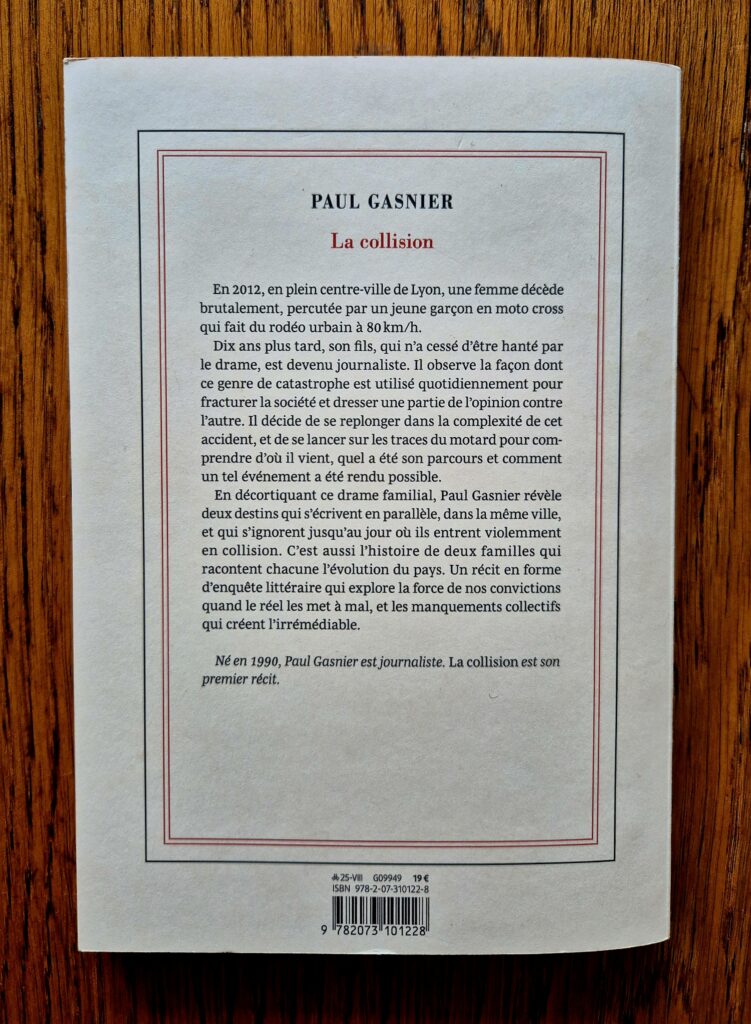 PAUL GASNIER
La collision
En 2012, en plein centre-ville de Lyon, une femme décède
brutalement, percutée par un jeune garçon en moto cross
qui fait du rodéo urbain à 80 km/h.
Dix ans plus tard, son fils, qui n’a cessé d’être hanté par
le drame, est devenu journaliste. Il observe la façon dont
ce genre de catastrophe est utilisé quotidiennement pour
fracturer la société et dresser une partie de l’opinion contre
l’autre. Il décide de se replonger dans la complexité de cet
accident, et de se lancer sur les traces du motard pour com-
prendre d’où il vient, quel a été son parcours et comment
un tel événement a été rendu possible.
En décortiquant ce drame familial, Paul Gasnier révèle
deux destins qui s’écrivent en parallèle, dans la même ville,
et qui s’ignorent jusqu’au jour où ils entrent violemment
en collision. C’est aussi l’histoire de deux familles qui
racontent chacune l’évolution du pays. Un récit en forme
d’enquête littéraire qui explore la force de nos convictions
quand le réel les met à mal, et les manquements collectifs
qui créent l’irrémédiable.
Né en 1990, Paul Gasnier est journaliste. La collision est son
premier récit.
25-VIII G09949 19 €
ISBN 978-2-07-310122-8
9 782073 101228